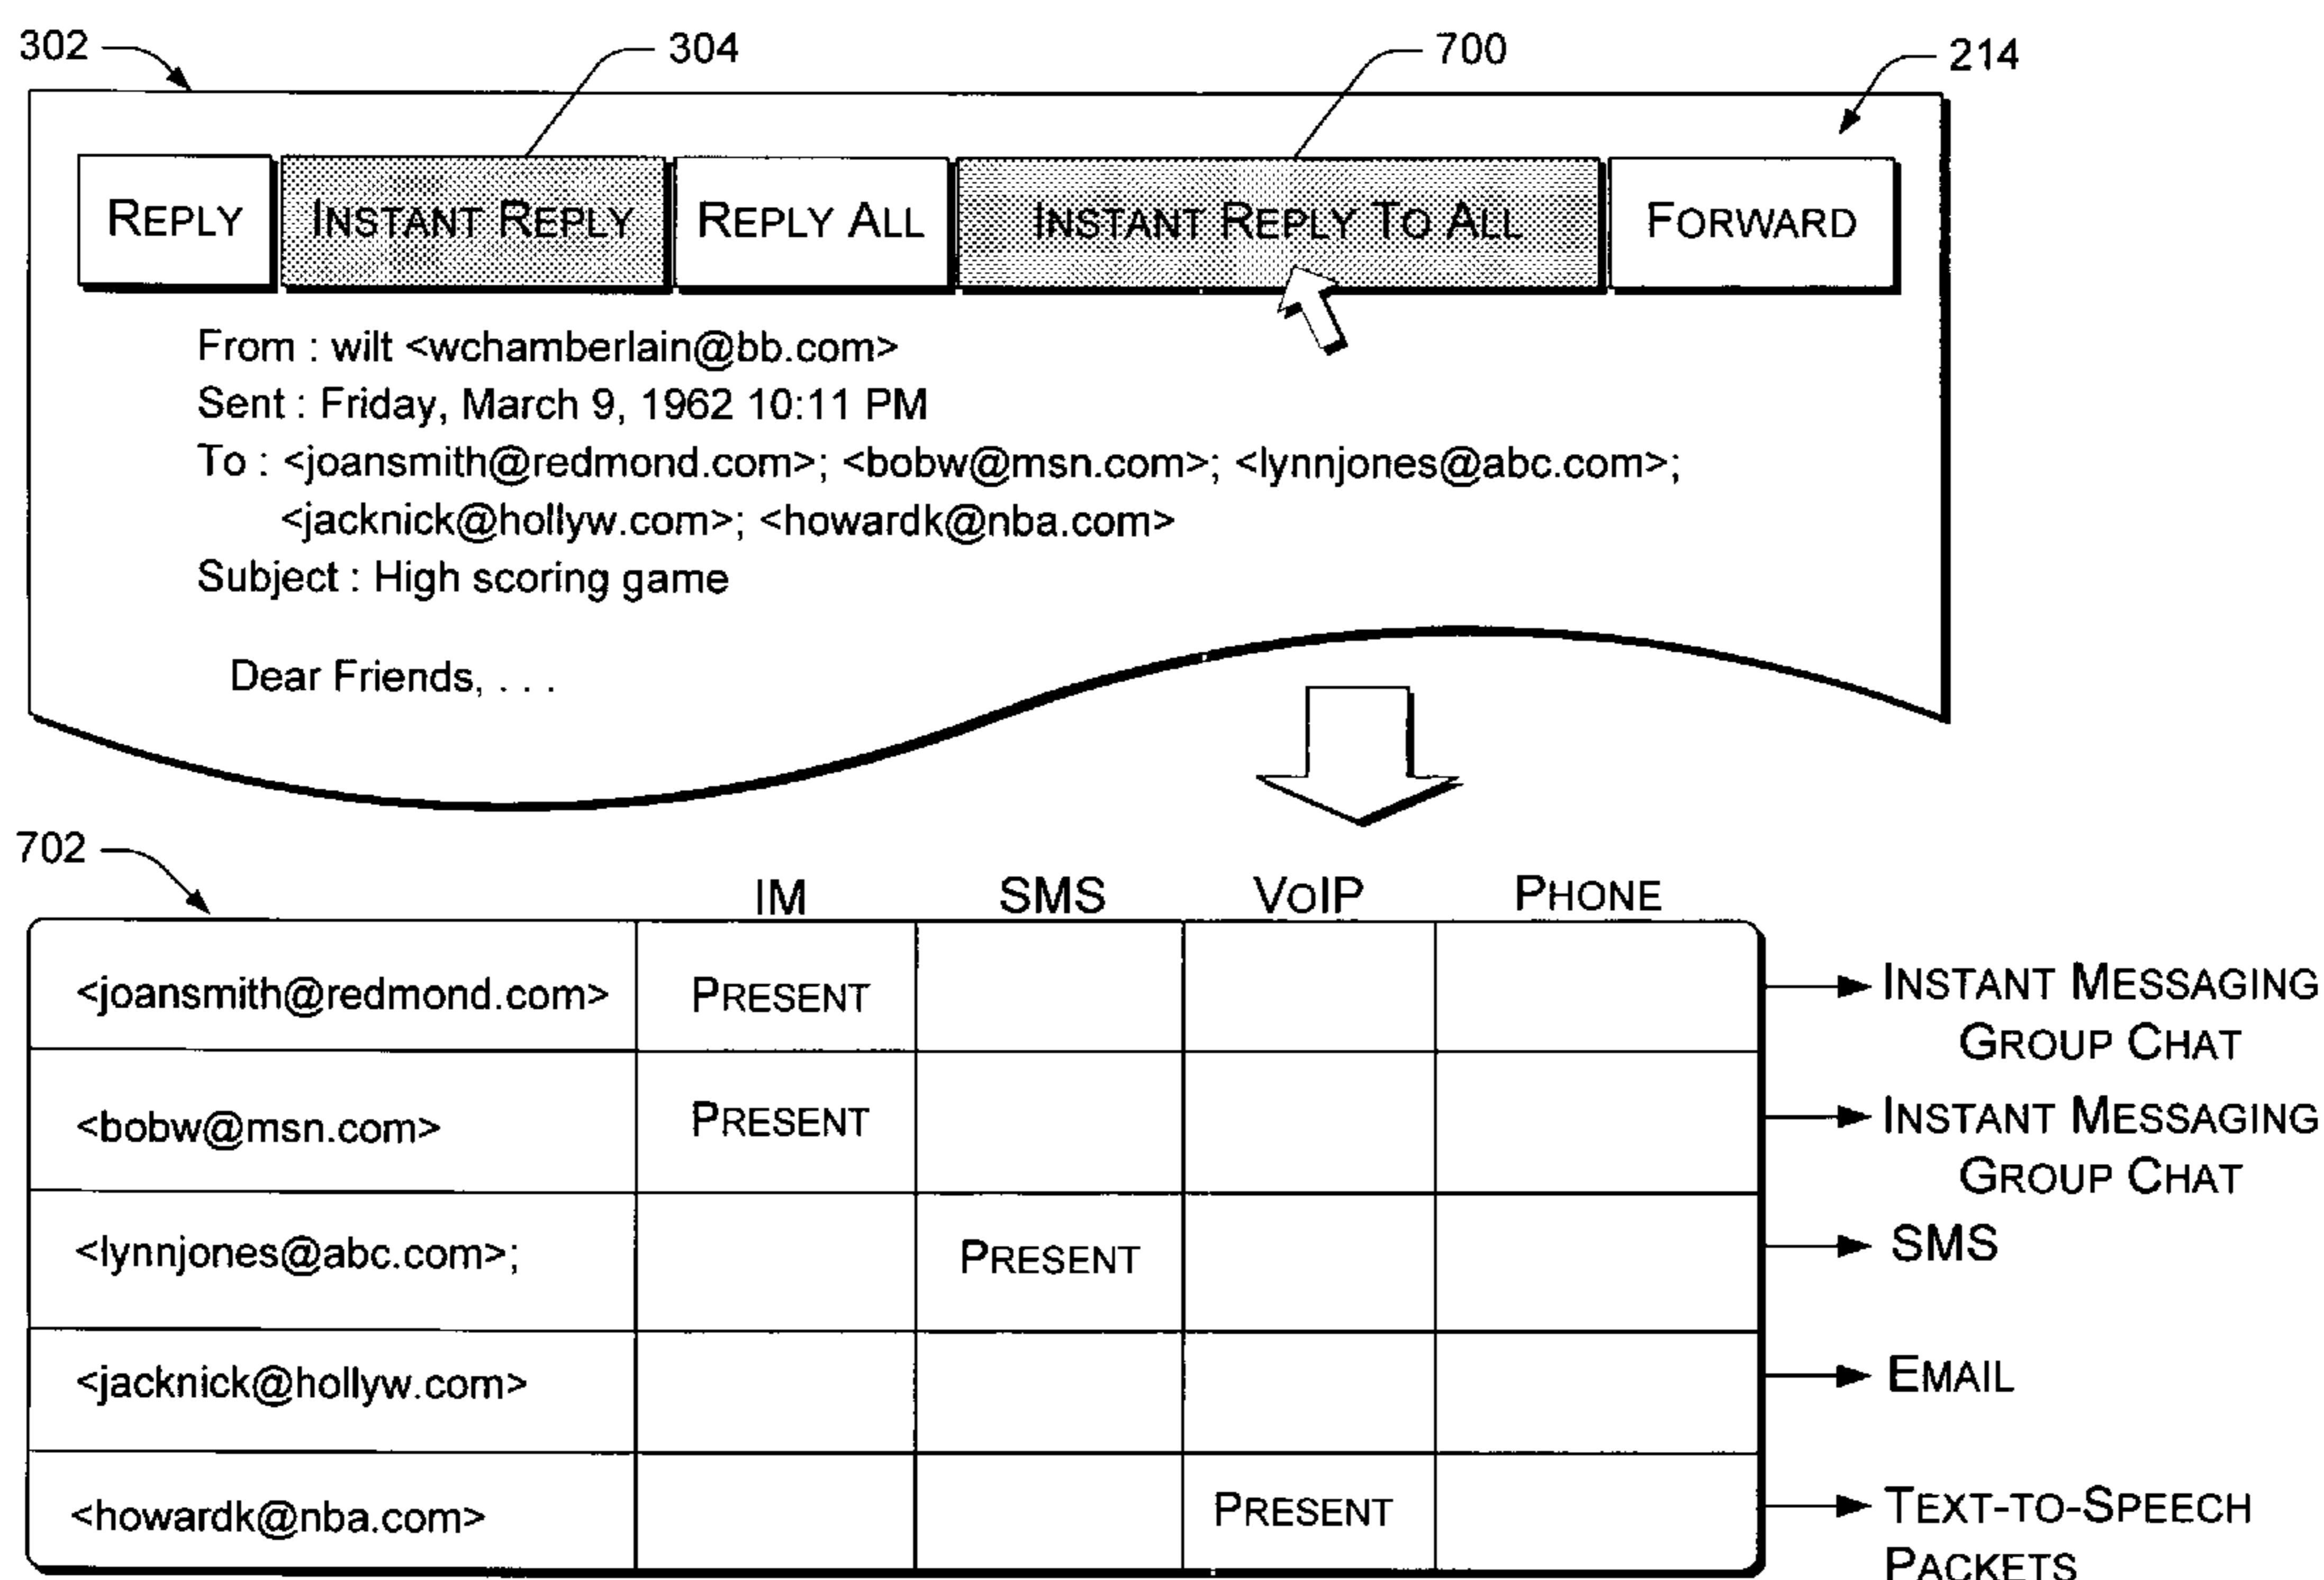 302 304 700 214
REPLY INSTANT REPLY REPLY ALL INSTANT REPLY TO ALL FORWARD
From : wilt <wchamberlain@bb.com>
Sent : Friday, March 9, 1962 10:11 PM
To : <joansmith@redmond.com>; <bobw@msn.com>; <lynnjones@abc.com>;
<jacknick@hollyw.com>; <howardk@nba.com>
Subject : High scoring game
Dear Friends, . . .
702
IM SMS VOIP PHONE
<joansmith@redmond.com> PRESENT INSTANT MESSAGING
GROUP CHAT
<bobw@msn.com> PRESENT INSTANT MESSAGING
GROUP CHAT
<lynnjones@abc.com>; PRESENT SMS
<jacknick@hollyw.com> EMAIL
<howardk@nba.com> PRESENT TEXT-TO-SPEECH
PACKETS